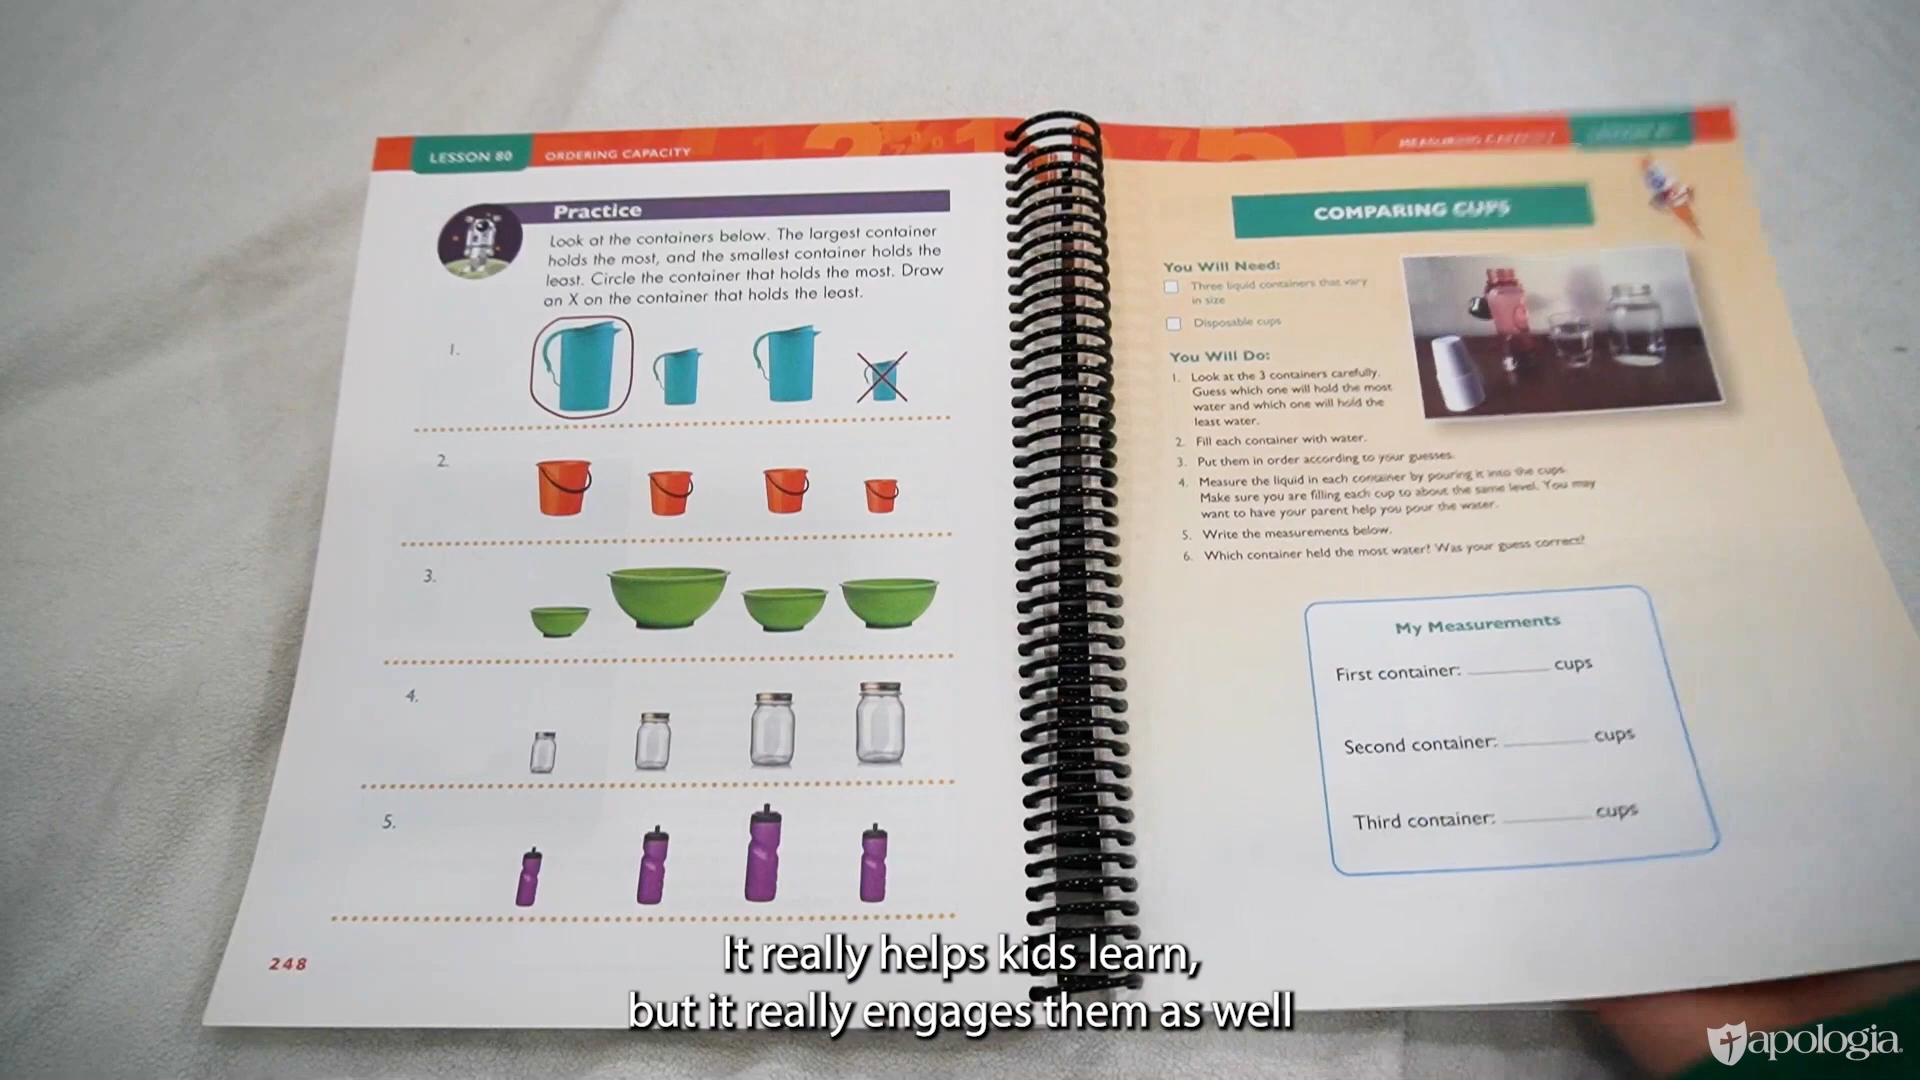 LESSON 80
ORDERING CAPACITY
Practice
Look at the containers below. The largest container
holds the most, and the smallest container holds the
least. Circle the container that holds the most. Draw
an X on the container that holds the least.
1.
2.
3.
4.
5.
248
COMPARING CUPS
You Will Need:
Three liquid containers that vary
in size
Disposable cups
You Will Do:
1. Look at the 3 containers carefully.
Guess which one will hold the most
water and which one will hold the
least water.
2. Fill each container with water.
3. Put them in order according to your guesses.
4. Measure the liquid in each container by pouring it into the cups.
Make sure you are filling each cup to about the same level. You may
want to have your parent help you pour the water.
5. Write the measurements below.
6. Which container held the most water? Was your guess correct?
My Measurements
First container: ________ cups
Second container: ________ cups
Third container: ________ cups
It really helps kids learn,
but it really engages them as well
apologia